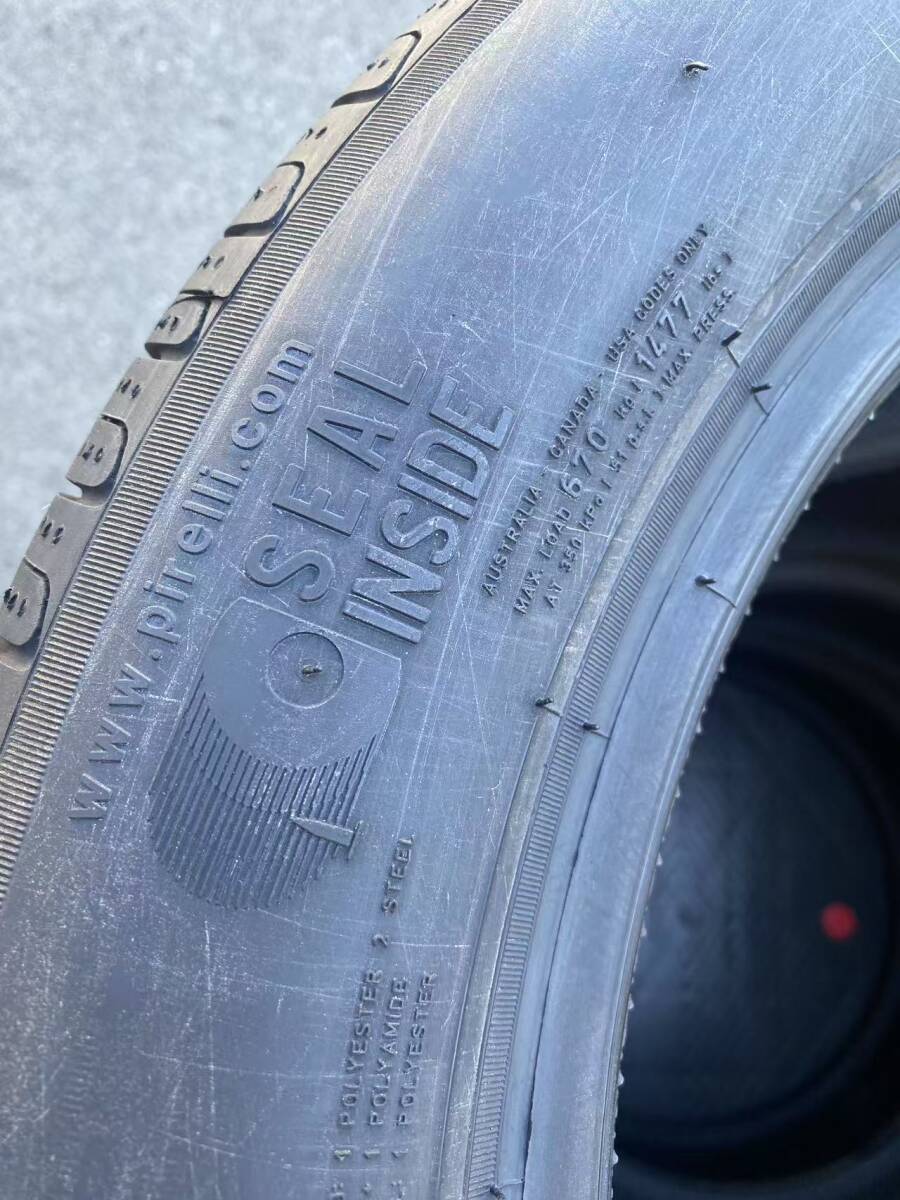 www.pirelli.com
SEAL
INSIDE
AUSTRALIA - CANADA - USA CODES ONLY
MAX. LOAD 670 KG ( 1477 lbs )
AT 350 kPa ( 51 p.s.i. ) MAX PRESS
1 POLYESTER 2 STEEL
1 POLYAMIDE
1 POLYESTER